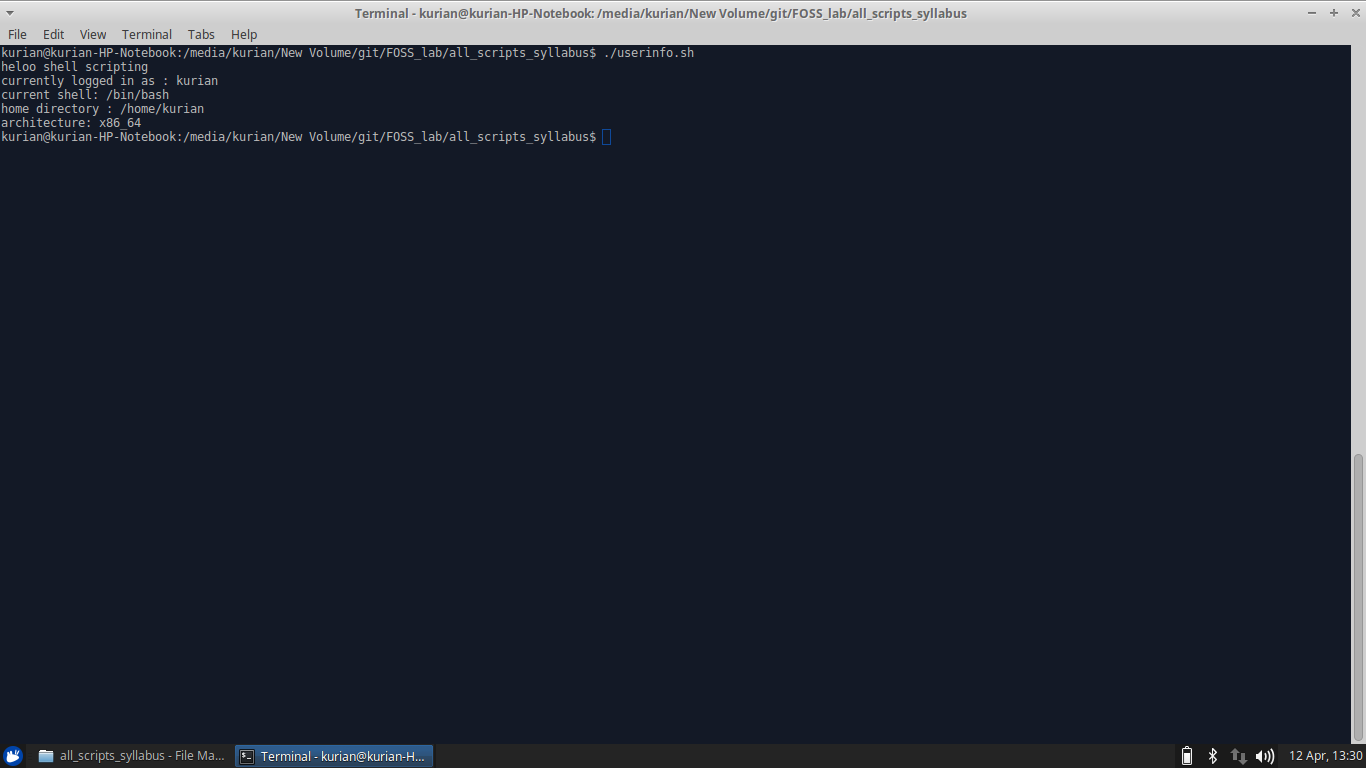 Terminal - kurian@kurian-HP-Notebook: /media/kurian/New Volume/git/FOSS_lab/all_scripts_syllabus
File Edit View Terminal Tabs Help
kurian@kurian-HP-Notebook:/media/kurian/New Volume/git/FOSS_lab/all_scripts_syllabus$ ./userinfo.sh
heloo shell scripting
currently logged in as : kurian
current shell: /bin/bash
home directory : /home/kurian
architecture: x86_64
kurian@kurian-HP-Notebook:/media/kurian/New Volume/git/FOSS_lab/all_scripts_syllabus$
all_scripts_syllabus - File Ma... Terminal - kurian@kurian-H... 12 Apr, 13:30